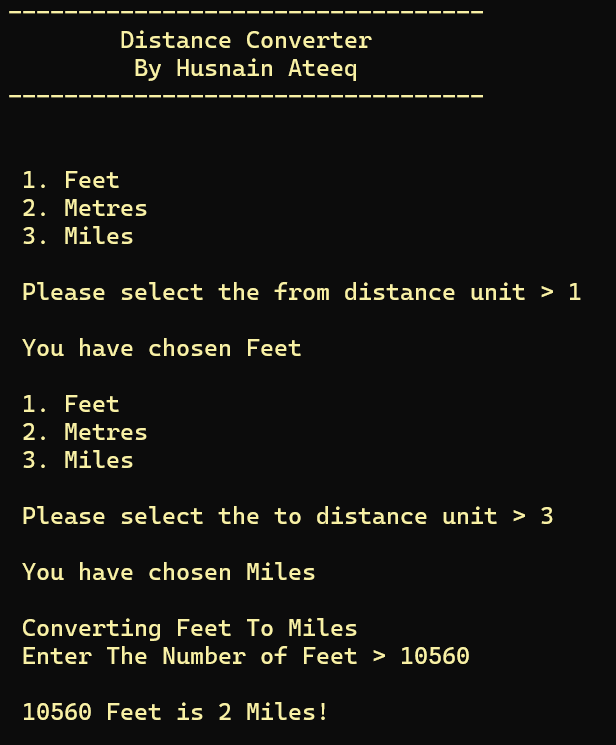 ----------------------------------
Distance Converter
By Husnain Ateeq
----------------------------------
1. Feet
2. Metres
3. Miles
Please select the from distance unit > 1
You have chosen Feet
1. Feet
2. Metres
3. Miles
Please select the to distance unit > 3
You have chosen Miles
Converting Feet To Miles
Enter The Number of Feet > 10560
10560 Feet is 2 Miles!